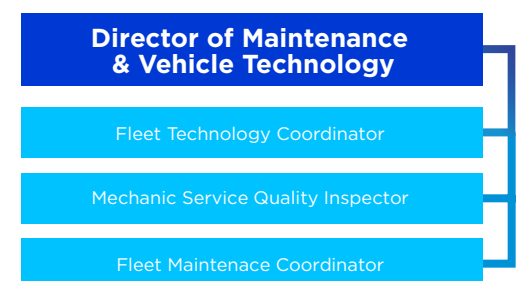 Director of Maintenance
& Vehicle Technology
Fleet Technology Coordinator
Mechanic Service Quality Inspector
Fleet Maintenace Coordinator